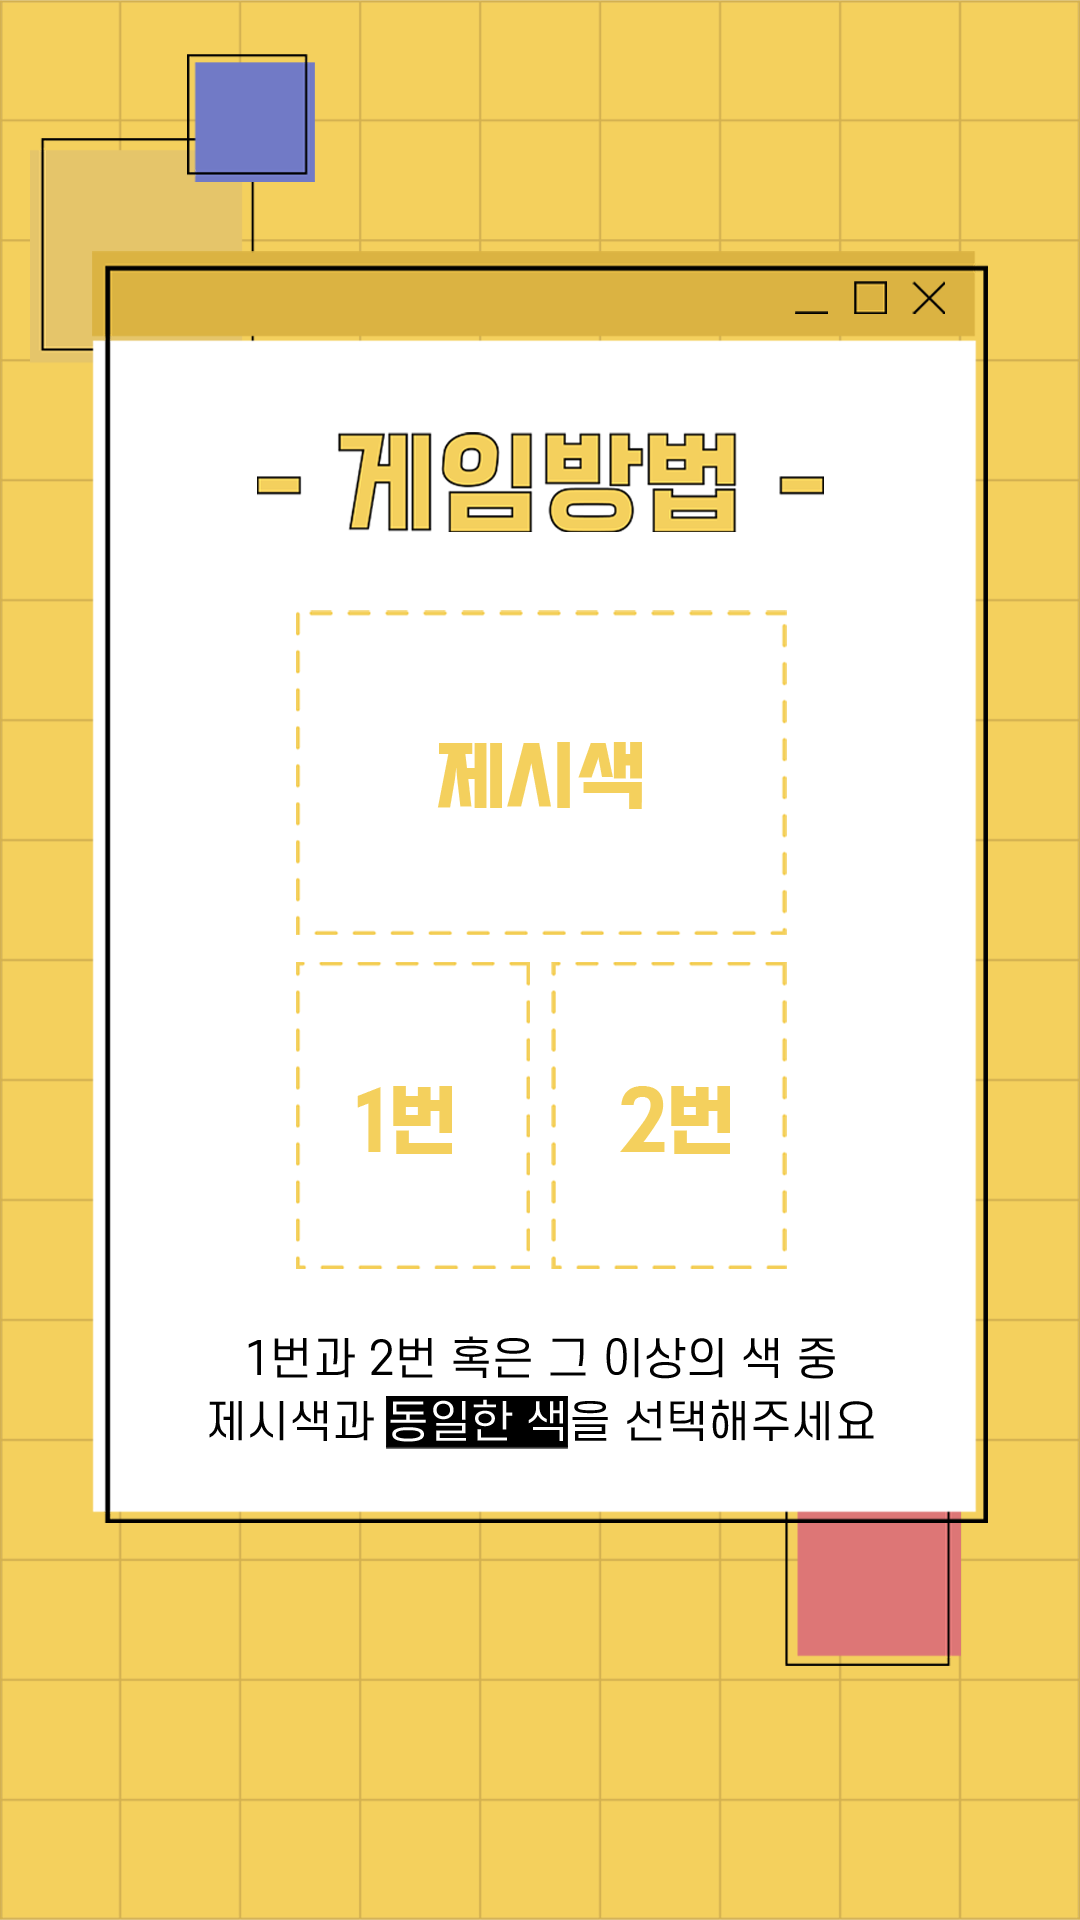 - 게임방법 -
제시색
1번
2번
1번과 2번 혹은 그 이상의 색 중
제시색과 동일한 색을 선택해주세요